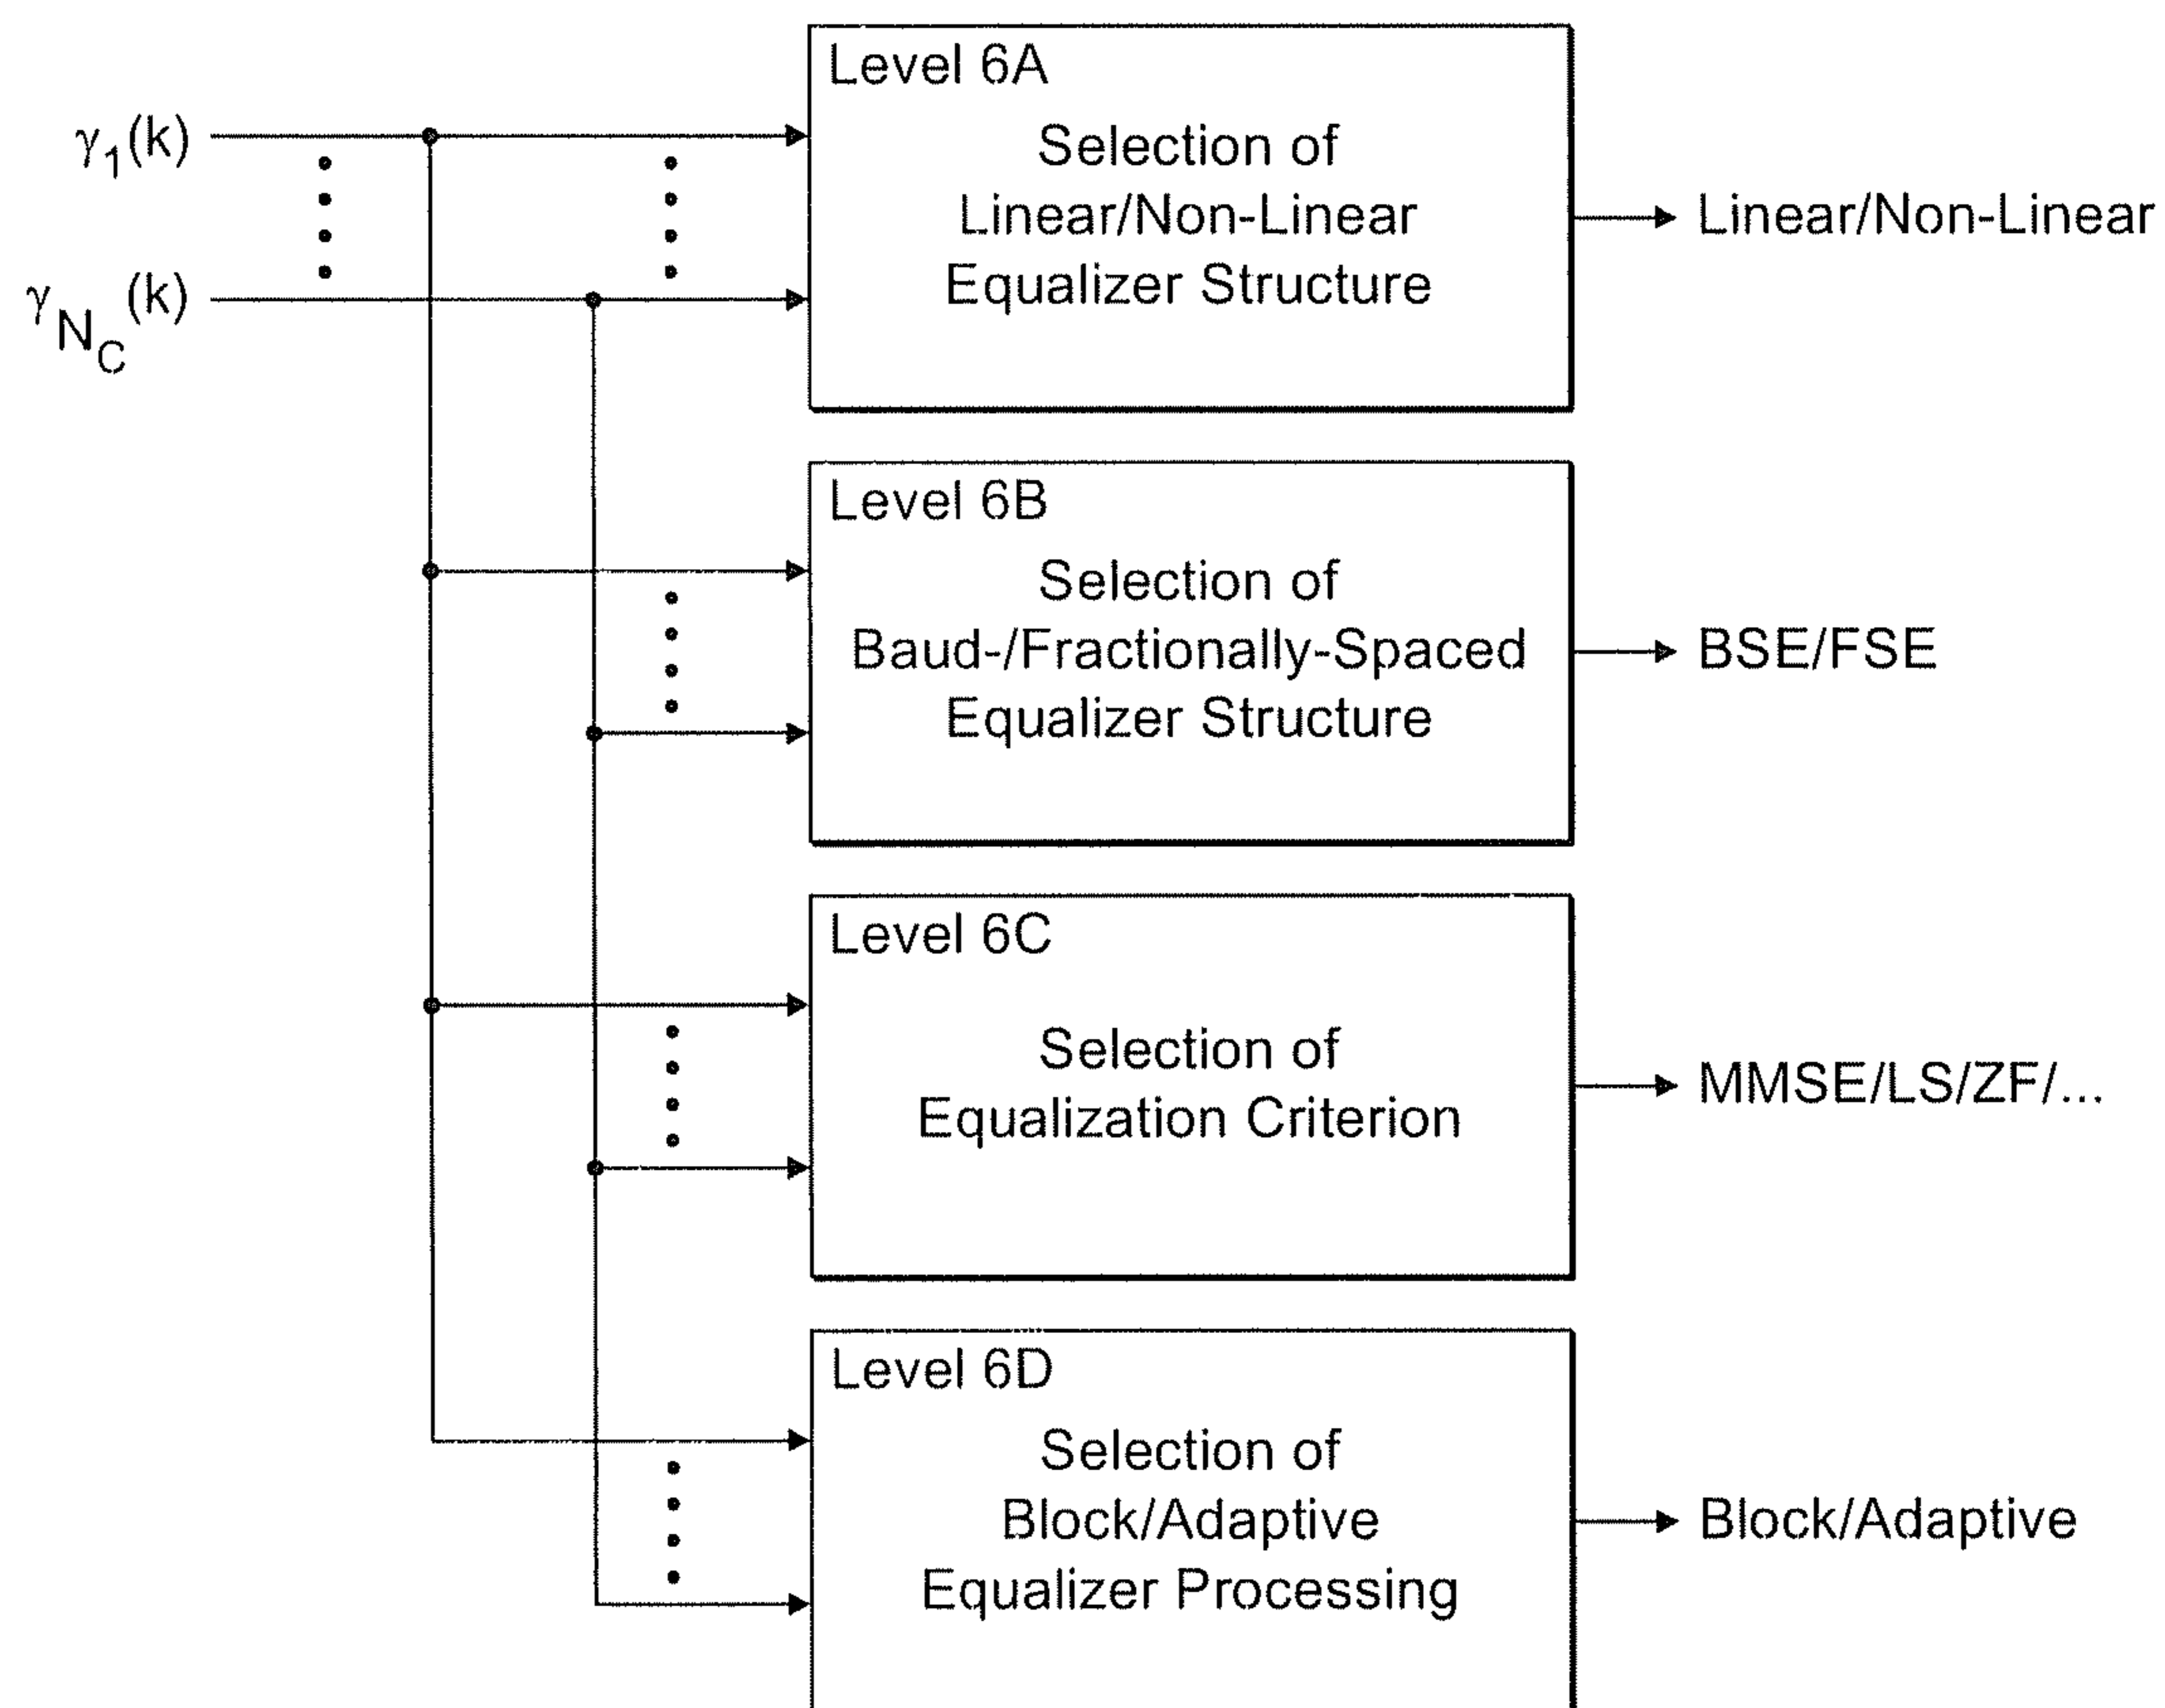 Level 6A
γ1(k)
γNC(k)
Selection of
Linear/Non-Linear
Equalizer Structure
Linear/Non-Linear
Level 6B
Selection of
Baud-/Fractionally-Spaced
Equalizer Structure
BSE/FSE
Level 6C
Selection of
Equalization Criterion
MMSE/LS/ZF/...
Level 6D
Selection of
Block/Adaptive
Equalizer Processing
Block/Adaptive